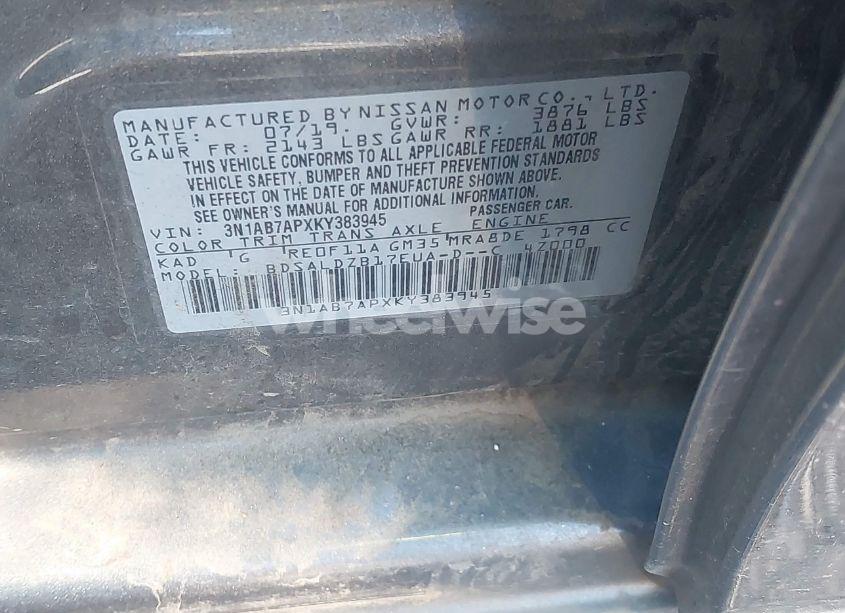 MANUFACTURED BY NISSAN MOTOR CO., LTD.
DATE: 07/19. GVWR: 3876 LBS
GAWR FR: 2143 LBS GAWR RR: 1881 LBS
THIS VEHICLE CONFORMS TO ALL APPLICABLE FEDERAL MOTOR
VEHICLE SAFETY, BUMPER AND THEFT PREVENTION STANDARDS
IN EFFECT ON THE DATE OF MANUFACTURE SHOWN ABOVE.
SEE OWNER'S MANUAL FOR ADDITIONAL INFORMATION.
VIN: 3N1AB7APXKY383945 PASSENGER CAR.
COLOR TRIM TRANS AXLE ENGINE
KAD G RE0F11A GM35 MRA8DE 1798 CC
MODEL: BDSALDZB17EUA-D--C 4Z000
3N1AB7APXKY383945
wheelwise